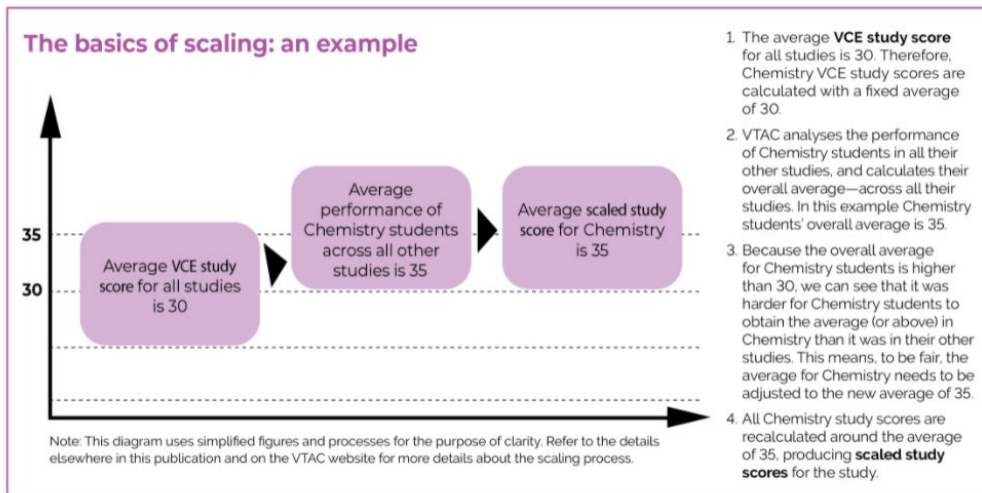 The basics of scaling: an example
35
30
Average VCE study
score for all studies
is 30
Average
performance of
Chemistry students
across all other
studies is 35
Average scaled study
score for Chemistry
is 35
Note: This diagram uses simplified figures and processes for the purpose of clarity. Refer to the details
elsewhere in this publication and on the VTAC website for more details about the scaling process.
1. The average VCE study score
for all studies is 30. Therefore,
Chemistry VCE study scores are
calculated with a fixed average
of 30.
2. VTAC analyses the performance
of Chemistry students in all their
other studies, and calculates their
overall average—across all their
studies. In this example Chemistry
students' overall average is 35.
3. Because the overall average
for Chemistry students is higher
than 30, we can see that it was
harder for Chemistry students to
obtain the average (or above) in
Chemistry than it was in their other
studies. This means, to be fair, the
average for Chemistry needs to be
adjusted to the new average of 35.
4. All Chemistry study scores are
recalculated around the average
of 35, producing scaled study
scores for the study.